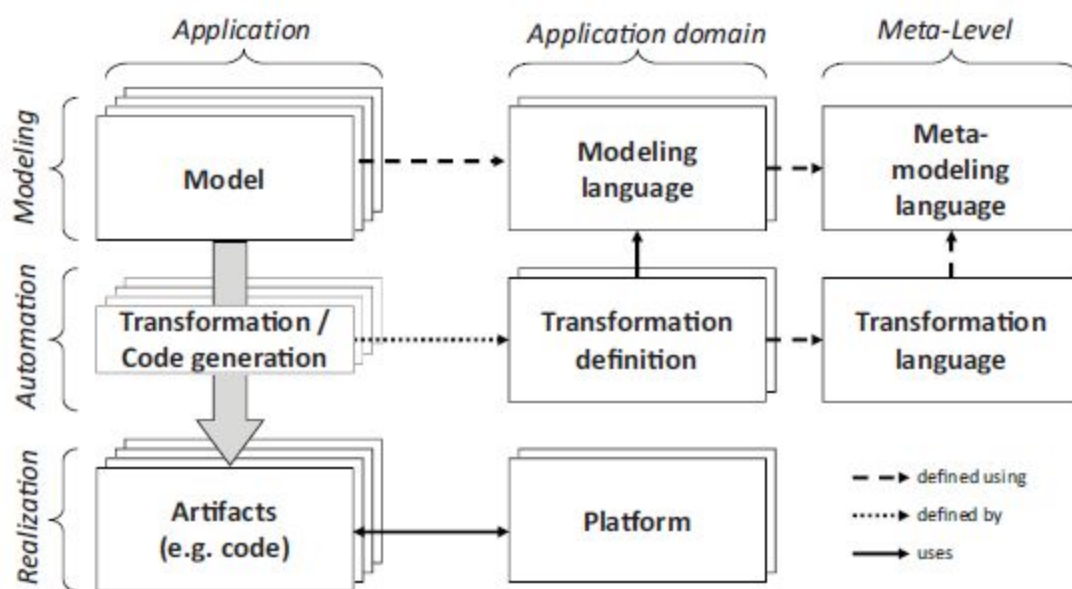 Application
Application domain
Meta-Level
Modeling
Model
Modeling
language
Meta-
modeling
language
Automation
Transformation /
Code generation
Transformation
definition
Transformation
language
Realization
Artifacts
(e.g. code)
Platform
defined using
defined by
uses